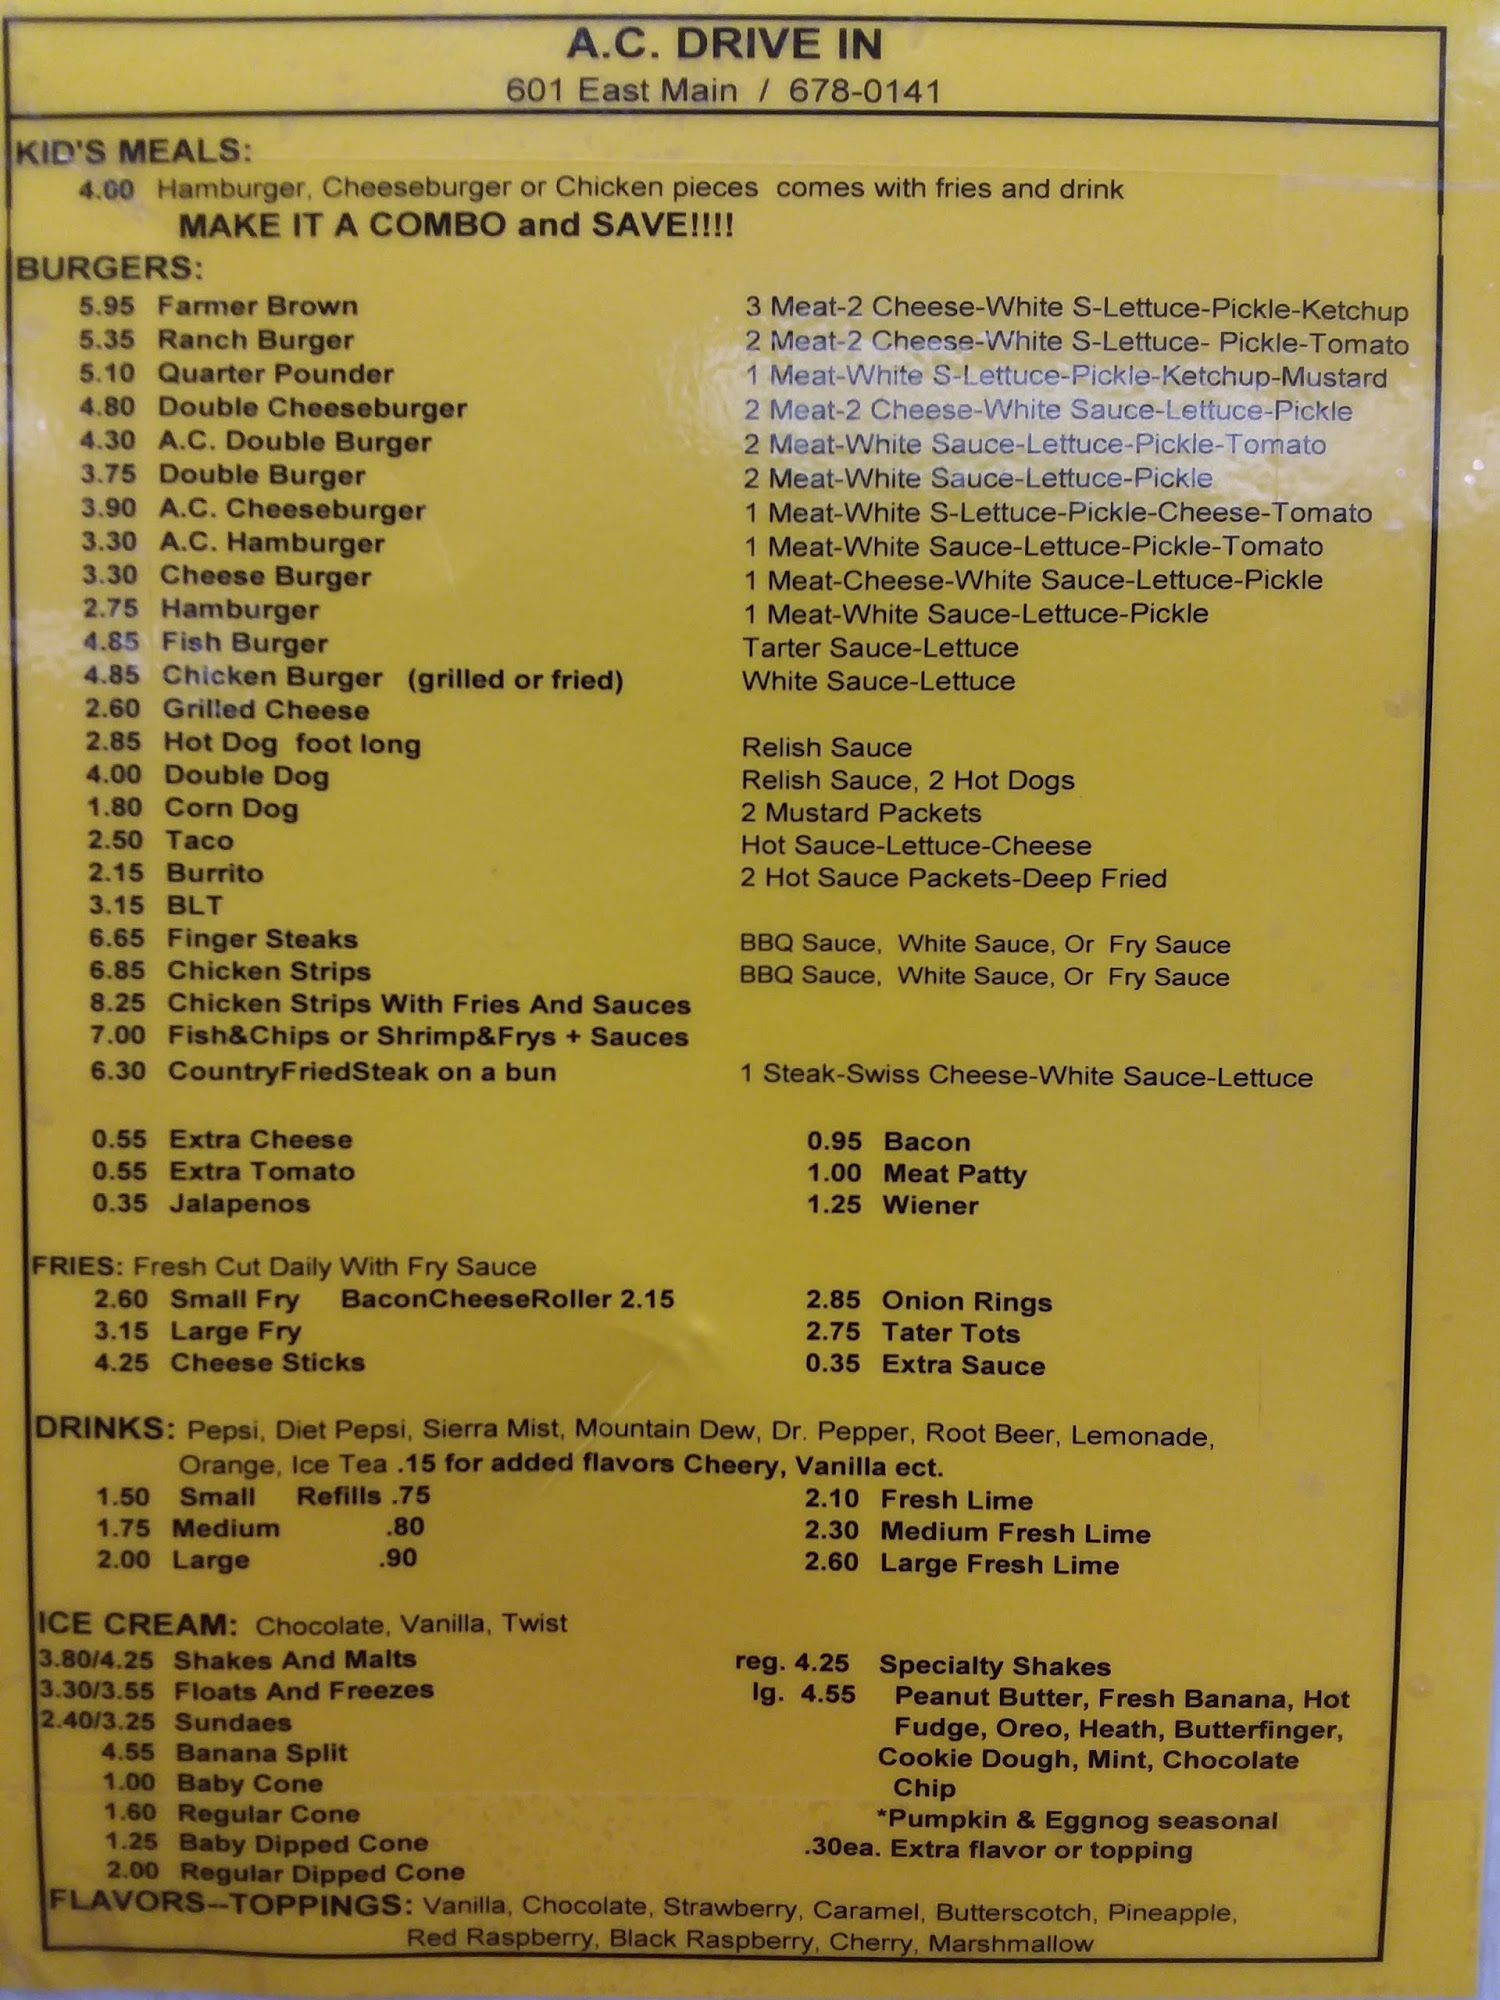 A.C. DRIVE IN
601 East Main / 678-0141
KID'S MEALS:
4.00 Hamburger, Cheeseburger or Chicken pieces comes with fries and drink
MAKE IT A COMBO and SAVE!!!!
BURGERS:
5.95 Farmer Brown 3 Meat-2 Cheese-White S-Lettuce-Pickle-Ketchup
5.35 Ranch Burger 2 Meat-2 Cheese-White S-Lettuce- Pickle-Tomato
5.10 Quarter Pounder 1 Meat-White S-Lettuce-Pickle-Ketchup-Mustard
4.80 Double Cheeseburger 2 Meat-2 Cheese-White Sauce-Lettuce-Pickle
4.30 A.C. Double Burger 2 Meat-White Sauce-Lettuce-Pickle-Tomato
3.75 Double Burger 2 Meat-White Sauce-Lettuce-Pickle
3.90 A.C. Cheeseburger 1 Meat-White S-Lettuce-Pickle-Cheese-Tomato
3.30 A.C. Hamburger 1 Meat-White Sauce-Lettuce-Pickle-Tomato
3.30 Cheese Burger 1 Meat-Cheese-White Sauce-Lettuce-Pickle
2.75 Hamburger 1 Meat-White Sauce-Lettuce-Pickle
4.85 Fish Burger Tarter Sauce-Lettuce
4.85 Chicken Burger (grilled or fried) White Sauce-Lettuce
2.60 Grilled Cheese
2.85 Hot Dog foot long Relish Sauce
4.00 Double Dog Relish Sauce, 2 Hot Dogs
1.80 Corn Dog 2 Mustard Packets
2.50 Taco Hot Sauce-Lettuce-Cheese
2.15 Burrito 2 Hot Sauce Packets-Deep Fried
3.15 BLT
6.65 Finger Steaks BBQ Sauce, White Sauce, Or Fry Sauce
6.85 Chicken Strips BBQ Sauce, White Sauce, Or Fry Sauce
8.25 Chicken Strips With Fries And Sauces
7.00 Fish&Chips or Shrimp&Frys + Sauces
6.30 CountryFriedSteak on a bun 1 Steak-Swiss Cheese-White Sauce-Lettuce
0.55 Extra Cheese 0.95 Bacon
0.55 Extra Tomato 1.00 Meat Patty
0.35 Jalapenos 1.25 Wiener
FRIES: Fresh Cut Daily With Fry Sauce
2.60 Small Fry BaconCheeseRoller 2.15 2.85 Onion Rings
3.15 Large Fry 2.75 Tater Tots
4.25 Cheese Sticks 0.35 Extra Sauce
DRINKS: Pepsi, Diet Pepsi, Sierra Mist, Mountain Dew, Dr. Pepper, Root Beer, Lemonade,
Orange, Ice Tea .15 for added flavors Cheery, Vanilla ect.
1.50 Small Refills .75 2.10 Fresh Lime
1.75 Medium .80 2.30 Medium Fresh Lime
2.00 Large .90 2.60 Large Fresh Lime
ICE CREAM: Chocolate, Vanilla, Twist
3.80/4.25 Shakes And Malts reg. 4.25 Specialty Shakes
3.30/3.55 Floats And Freezes lg. 4.55 Peanut Butter, Fresh Banana, Hot
2.40/3.25 Sundaes Fudge, Oreo, Heath, Butterfinger,
4.55 Banana Split Cookie Dough, Mint, Chocolate
1.00 Baby Cone Chip
1.60 Regular Cone *Pumpkin & Eggnog seasonal
1.25 Baby Dipped Cone .30ea. Extra flavor or topping
2.00 Regular Dipped Cone
FLAVORS--TOPPINGS: Vanilla, Chocolate, Strawberry, Caramel, Butterscotch, Pineapple,
Red Raspberry, Black Raspberry, Cherry, Marshmallow